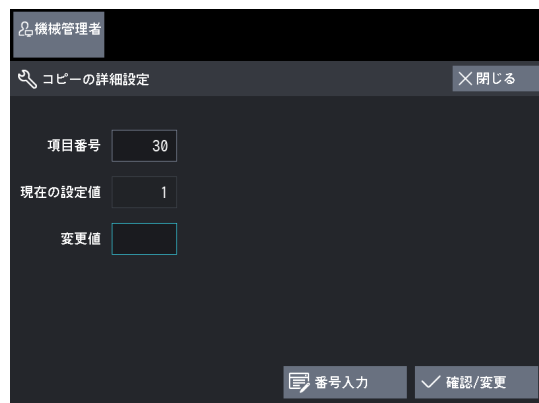 機械管理者
コピーの詳細設定
閉じる
項目番号 30
現在の設定値 1
変更値
番号入力
確認/変更